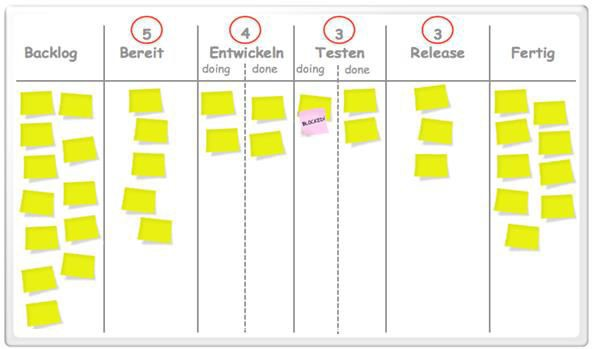 5
4
3
3
Backlog
Bereit
Entwickeln
Testen
Release
Fertig
doing
done
doing
done
BLOCKED!